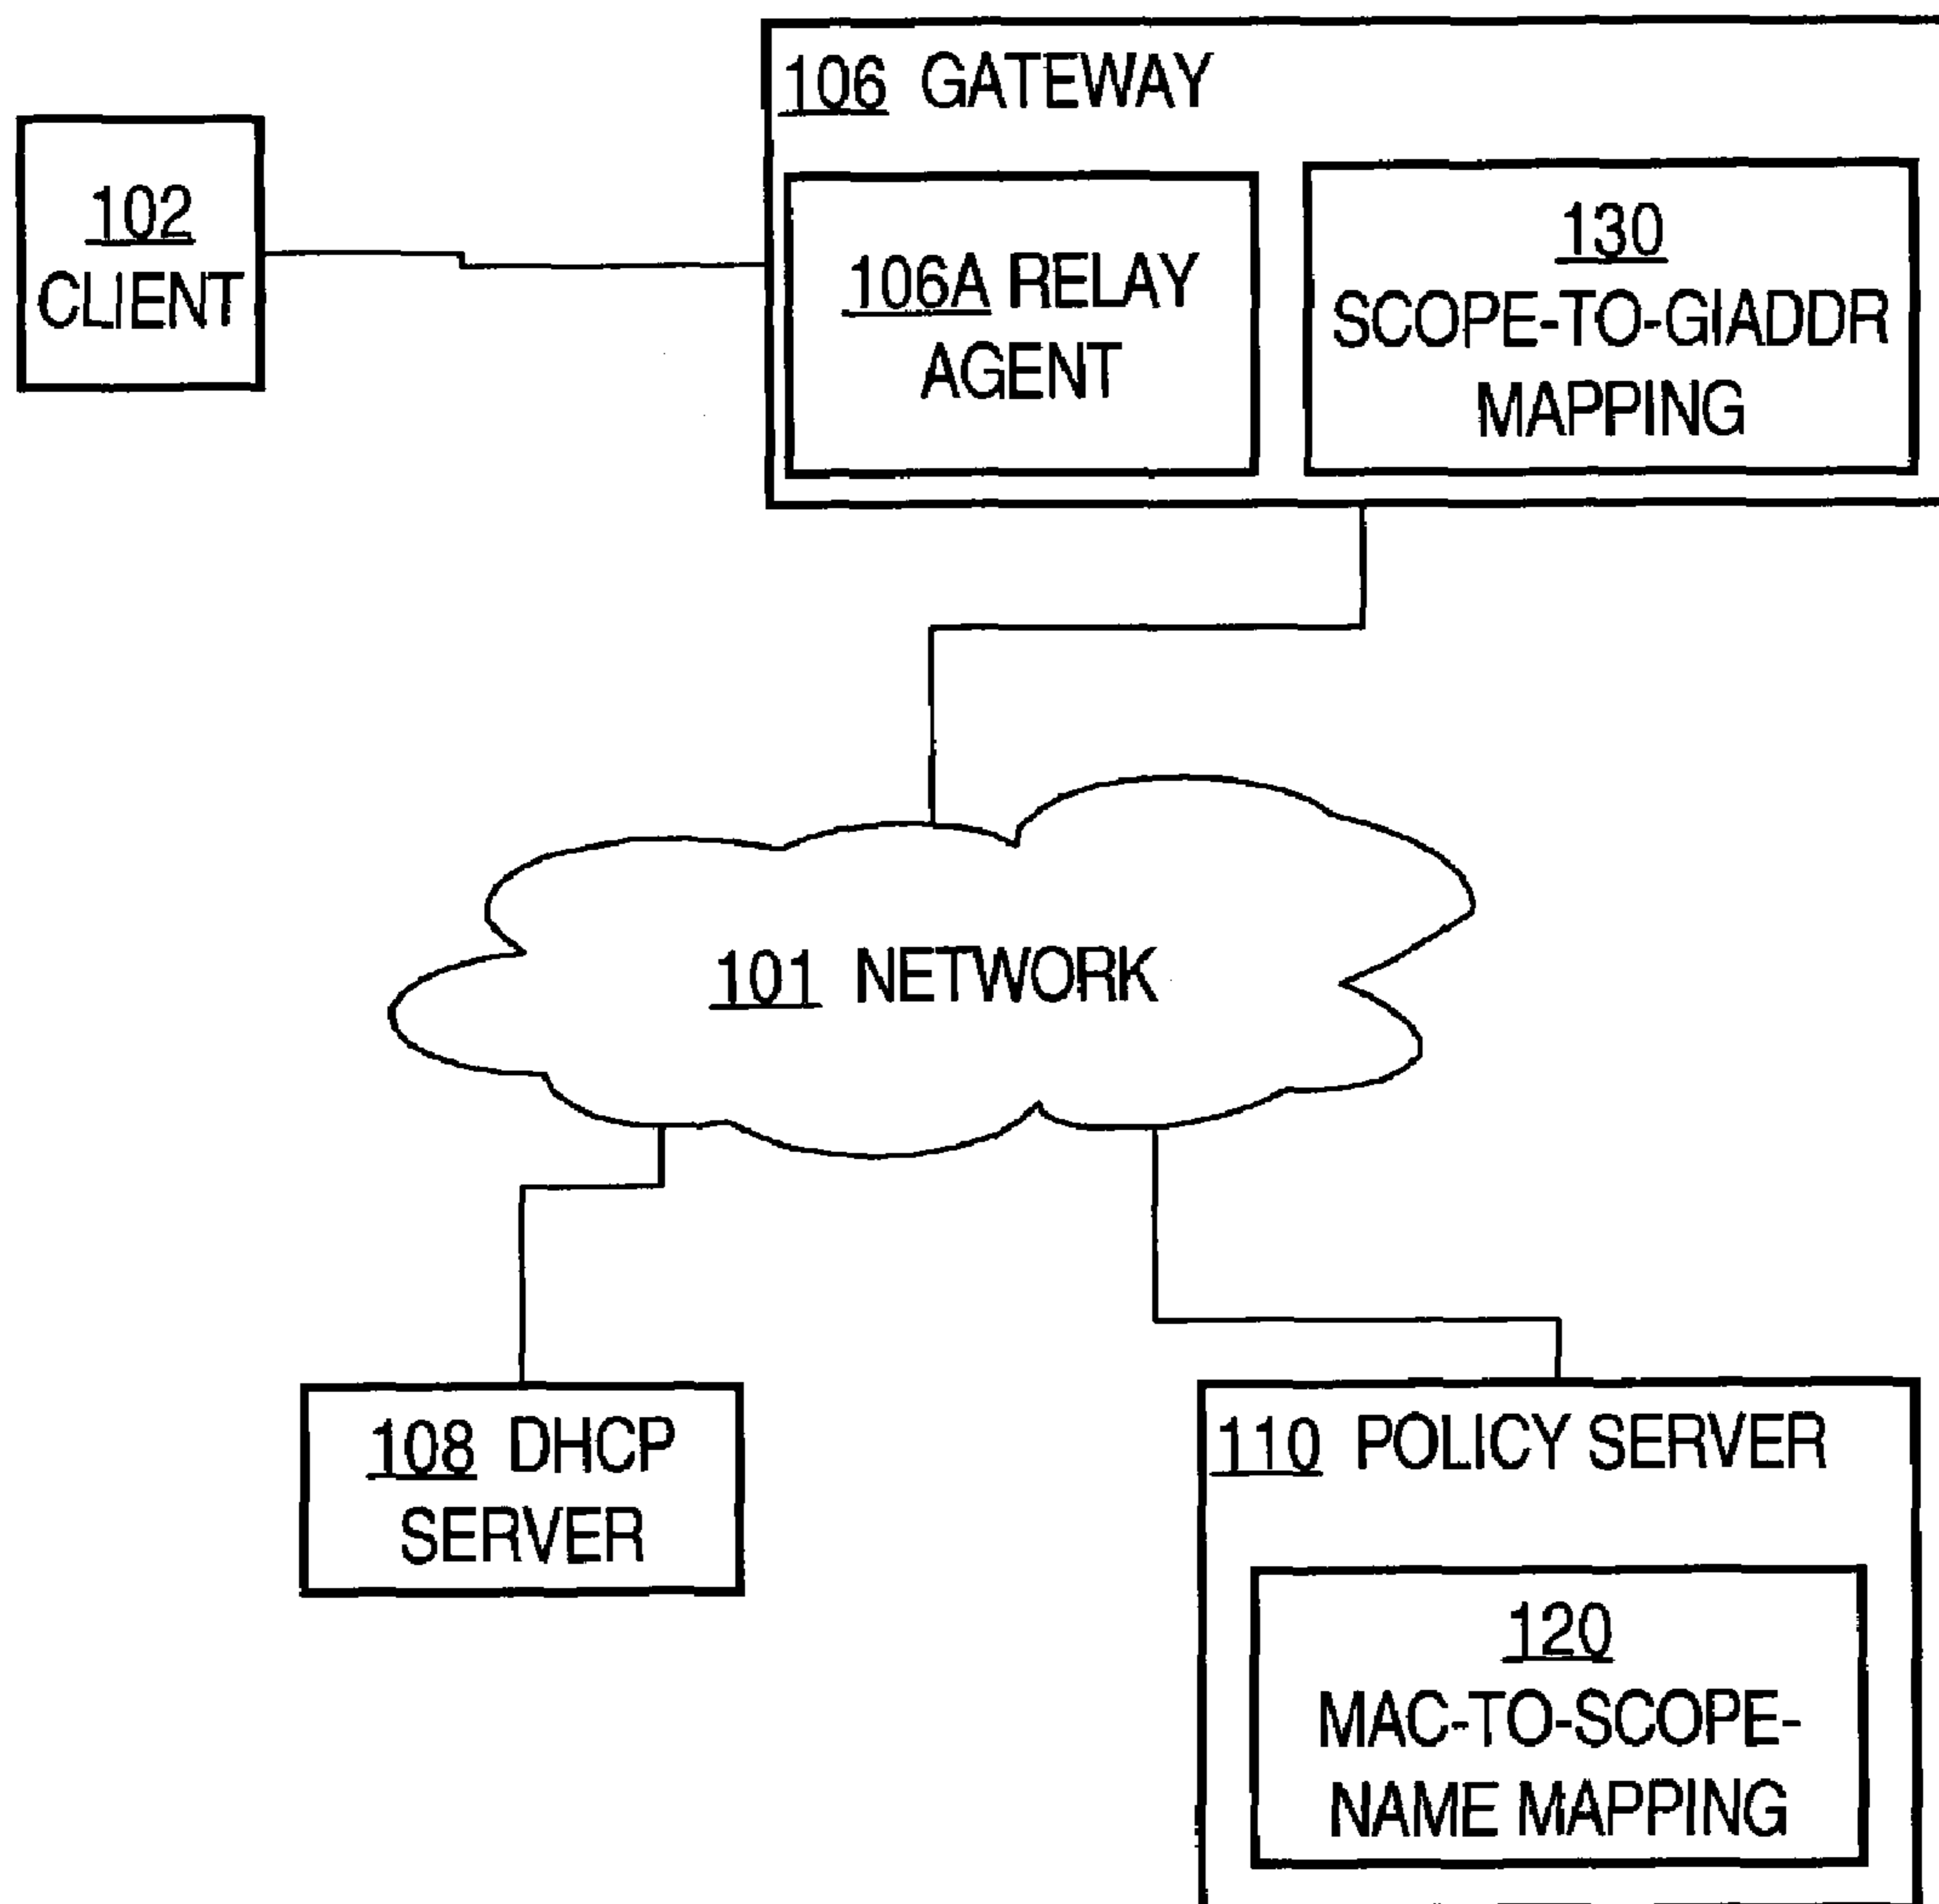 106 GATEWAY
102
CLIENT
106A RELAY
AGENT
130
SCOPE-TO-GIADDR
MAPPING
101 NETWORK
108 DHCP
SERVER
110 POLICY SERVER
120
MAC-TO-SCOPE-
NAME MAPPING